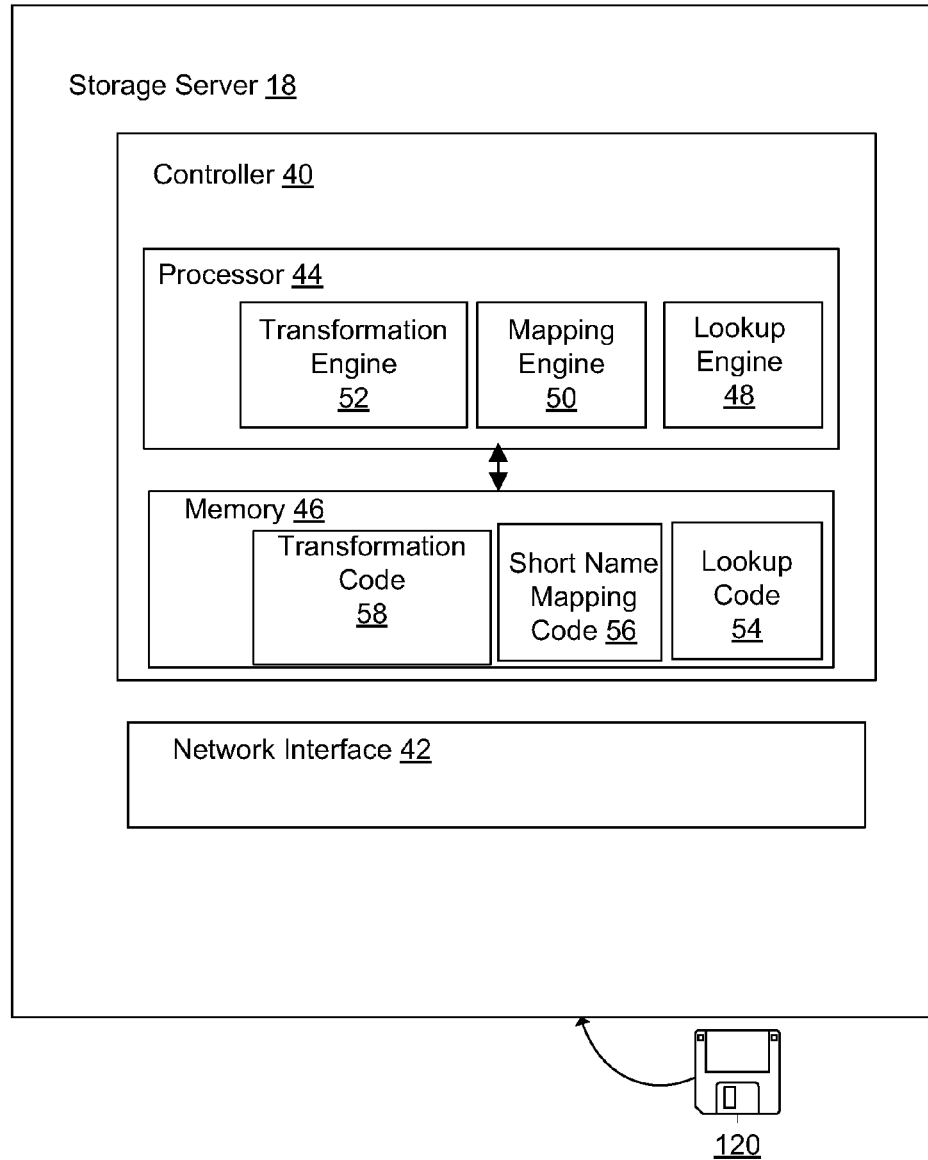 Storage Server 18
Controller 40
Processor 44
Transformation
Engine
52
Mapping
Engine
50
Lookup
Engine
48
Memory 46
Transformation
Code
58
Short Name
Mapping
Code 56
Lookup
Code
54
Network Interface 42
120